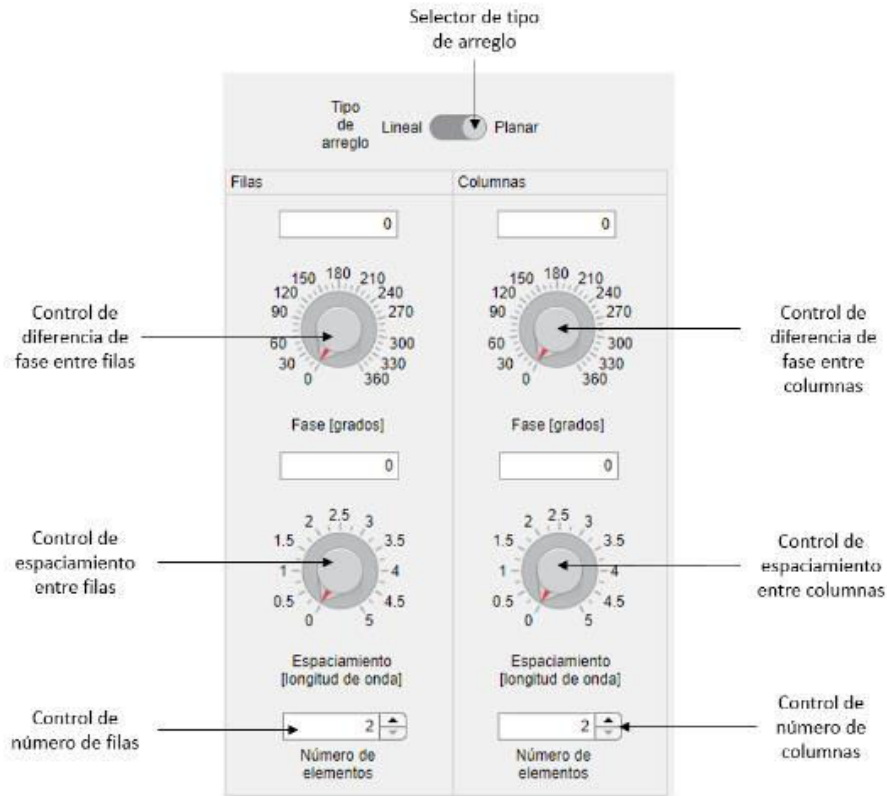 Selector de tipo
de arreglo
Tipo
de
arreglo
Lineal
Planar
Filas
Columnas
0
0
0
30
60
90
120
150
180
210
240
270
300
330
360
0
30
60
90
120
150
180
210
240
270
300
330
360
Control de
diferencia de
fase entre filas
Control de
diferencia de
fase entre
columnas
Fase [grados]
Fase [grados]
0
0
0
0.5
1
1.5
2
2.5
3
3.5
4
4.5
5
0
0.5
1
1.5
2
2.5
3
3.5
4
4.5
5
Control de
espaciamiento
entre filas
Control de
espaciamiento
entre columnas
Espaciamiento
[longitud de onda]
Espaciamiento
[longitud de onda]
Control de
número de filas
2
2
Control de
número de
columnas
Número de
elementos
Número de
elementos